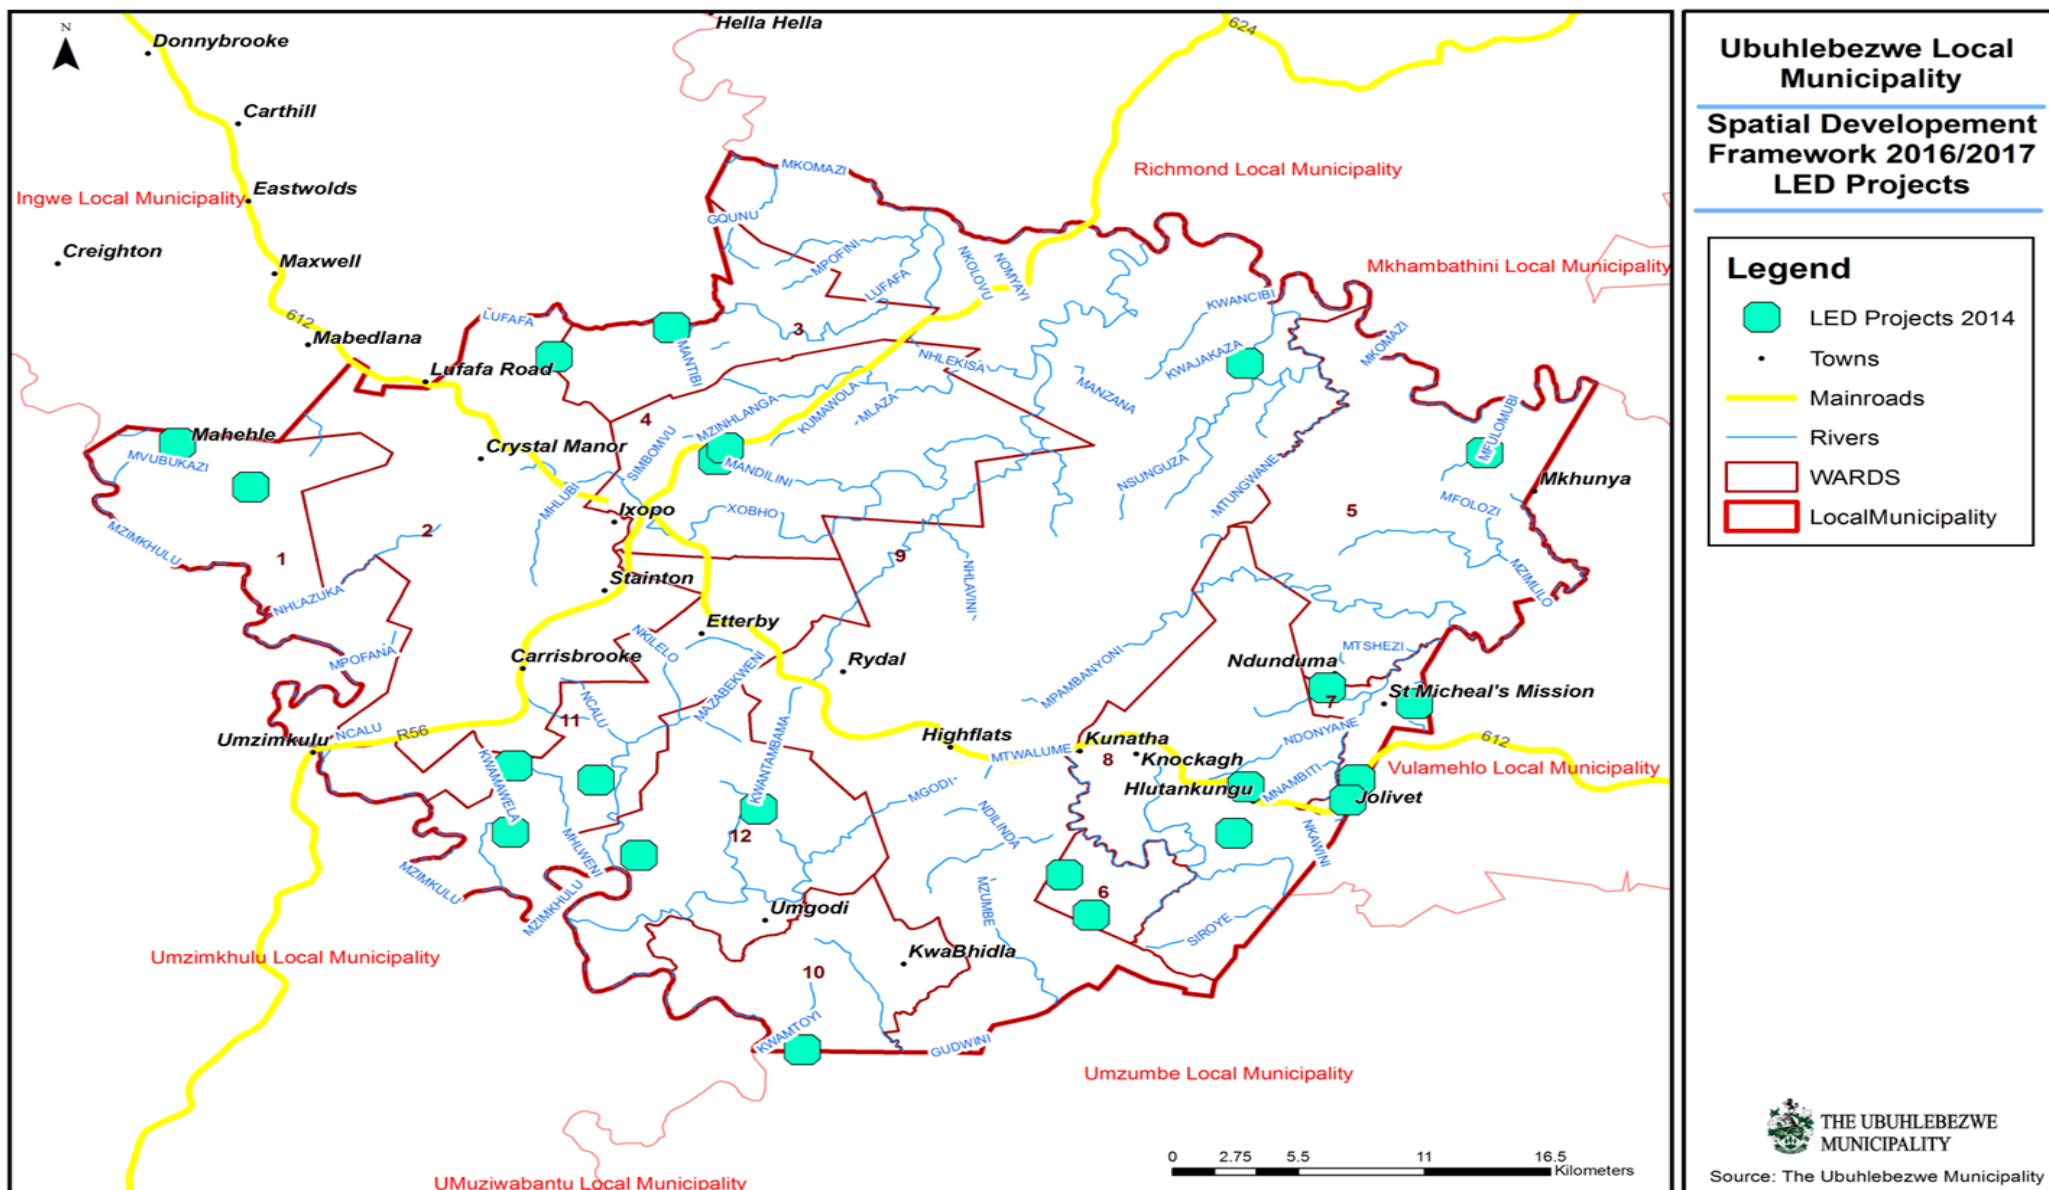 N
Hella Hella
624
Donnybrooke
Carthill
Richmond Local Municipality
MKOMAZI
Eastwolds
Ingwe Local Municipality
GQUNU
Creighton
Maxwell
MPOFINI
LUFAFA
NKOLOVU
NOMYAYI
Mkhambathini Local Municipality
KWANCIBI
612
LUFAFA
3
Mabedlana
MANTIBI
NHLEKISA
MKOMAZI
KWAJAKAZA
Lufafa Road
MANZANA
KUMAWOLA
MLAZA
MZINHLANGA
4
MFULOMUBI
Mahehle
Crystal Manor
SIMBOMVU
MVUBUKAZI
MANDILINI
NSUNGUZA
MTUNGWANE
Mkhunya
MHLUBI
MFOLOZI
Ixopo
XOBHO
5
2
MZIMKHULU
1
9
NHLAVINI
MZIMLILO
Stainton
NHLAZUKA
Etterby
NKILELO
MPOFANA
Carrisbrooke
Rydal
MTSHEZI
Ndunduma
MPAMBANYONI
MAZABEKWENI
NCALU
St Micheal's Mission
7
11
NCALU
R56
Umzimkulu
Highflats
KWANTAMBAMA
NDONYANE
612
Kunatha
MTWALUME
8
Knockagh
Vulamehlo Local Municipality
KWAMAWELA
MGODI
Hlutankungu
MNAMBITI
Jolivet
NDILINDA
12
MHLWENI
NKAWINI
MZIMKULU
6
MZUMBE
MZIMKHULU
Umgodi
SIROYE
KwaBhidla
Umzimkhulu Local Municipality
10
KWAMTOYI
GUDWINI
Umzumbe Local Municipality
0 2.75 5.5 11 16.5
Kilometers
UMuziwabantu Local Municipality
Ubuhlebezwe Local
Municipality
Spatial Developement
Framework 2016/2017
LED Projects
Legend
LED Projects 2014
Towns
Mainroads
Rivers
WARDS
LocalMunicipality
THE UBUHLEBEZWE
MUNICIPALITY
Source: The Ubuhlebezwe Municipality